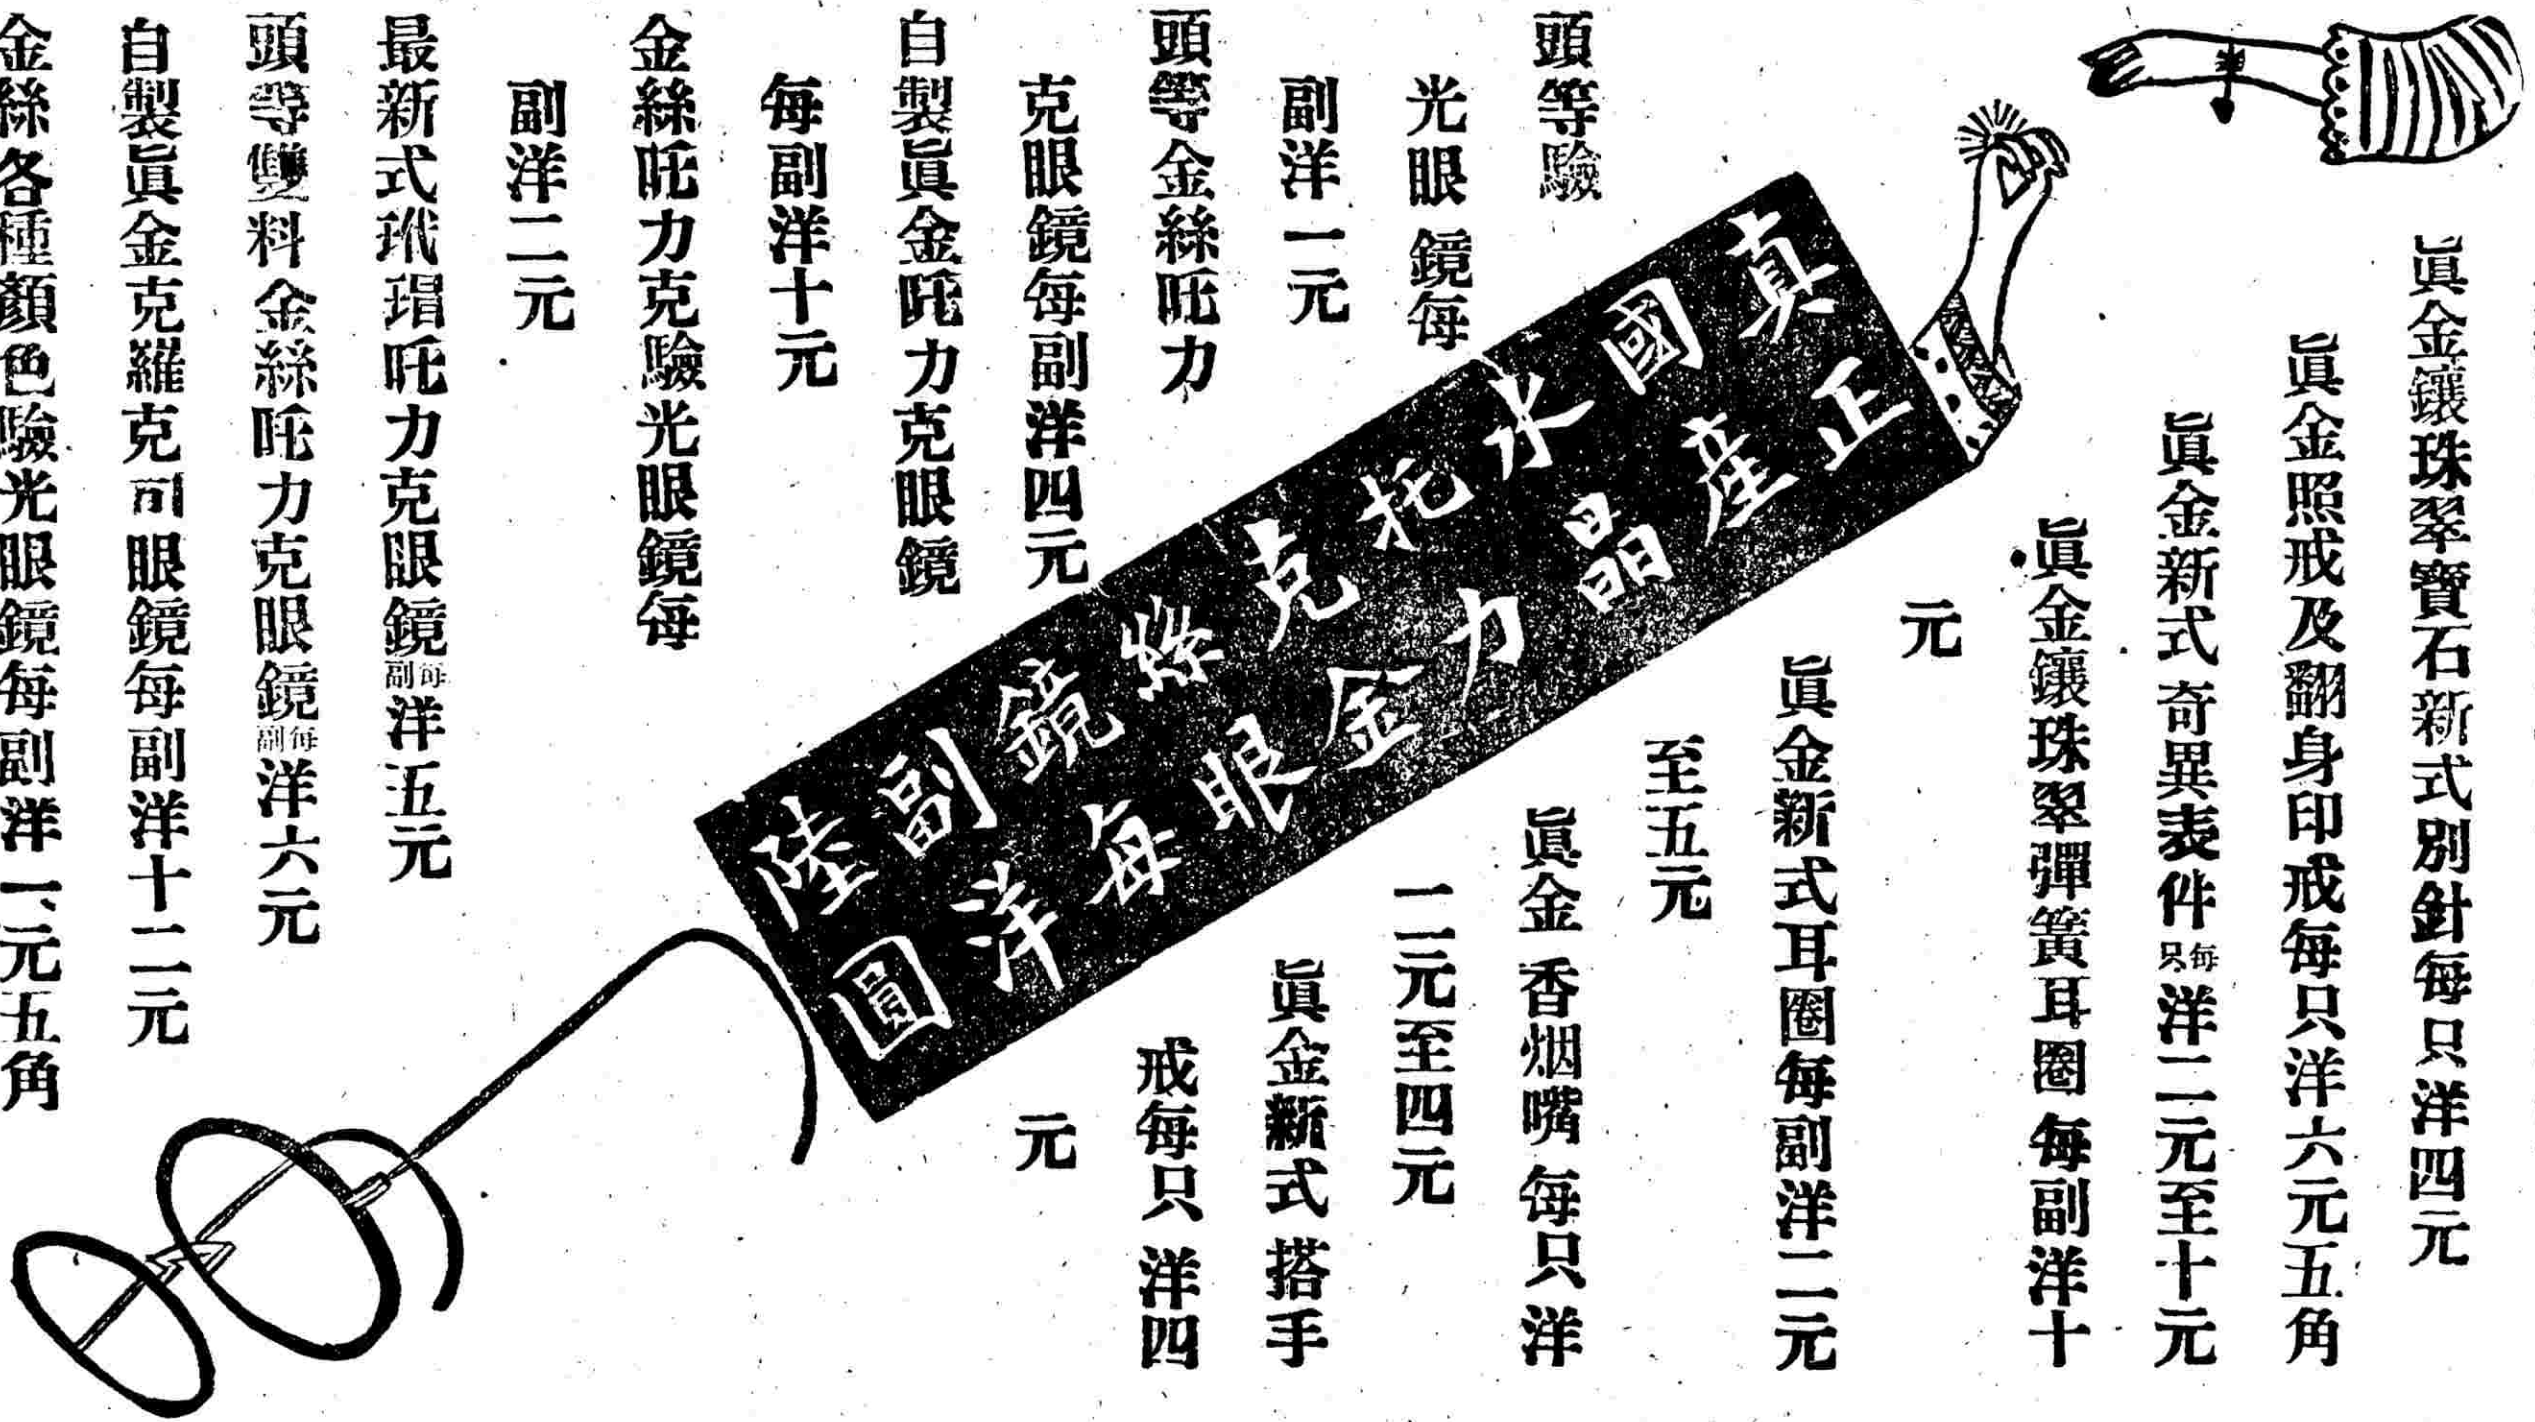 眞金鑲珠翠寶石新式別針每只洋四元
眞金照戒及翻身印戒每只洋六元五角
眞金新式奇異表件每只洋二元至十元
眞金鑲珠翠彈簧耳圈每副洋十
元
眞金新式耳圈每副洋二元
至五元
眞金香烟嘴每只洋
二元至四元
眞金新式搭手
戒每只洋四
元
真正
國產
水晶
托力
克金
絲眼
鏡每
副洋
陸圓
頭等驗
光眼鏡每
副洋一元
頭等金絲吒力
克眼鏡每副洋四元
自製眞金吒力克眼鏡
每副洋十元
金絲吒力克驗光眼鏡每
副洋二元
最新式玳瑁吒力克眼鏡每副洋五元
頭等雙料金絲吒力克眼鏡每副洋六元
自製眞金克羅克司眼鏡每副洋十二元
金絲各種顏色驗光眼鏡每副洋一元五角